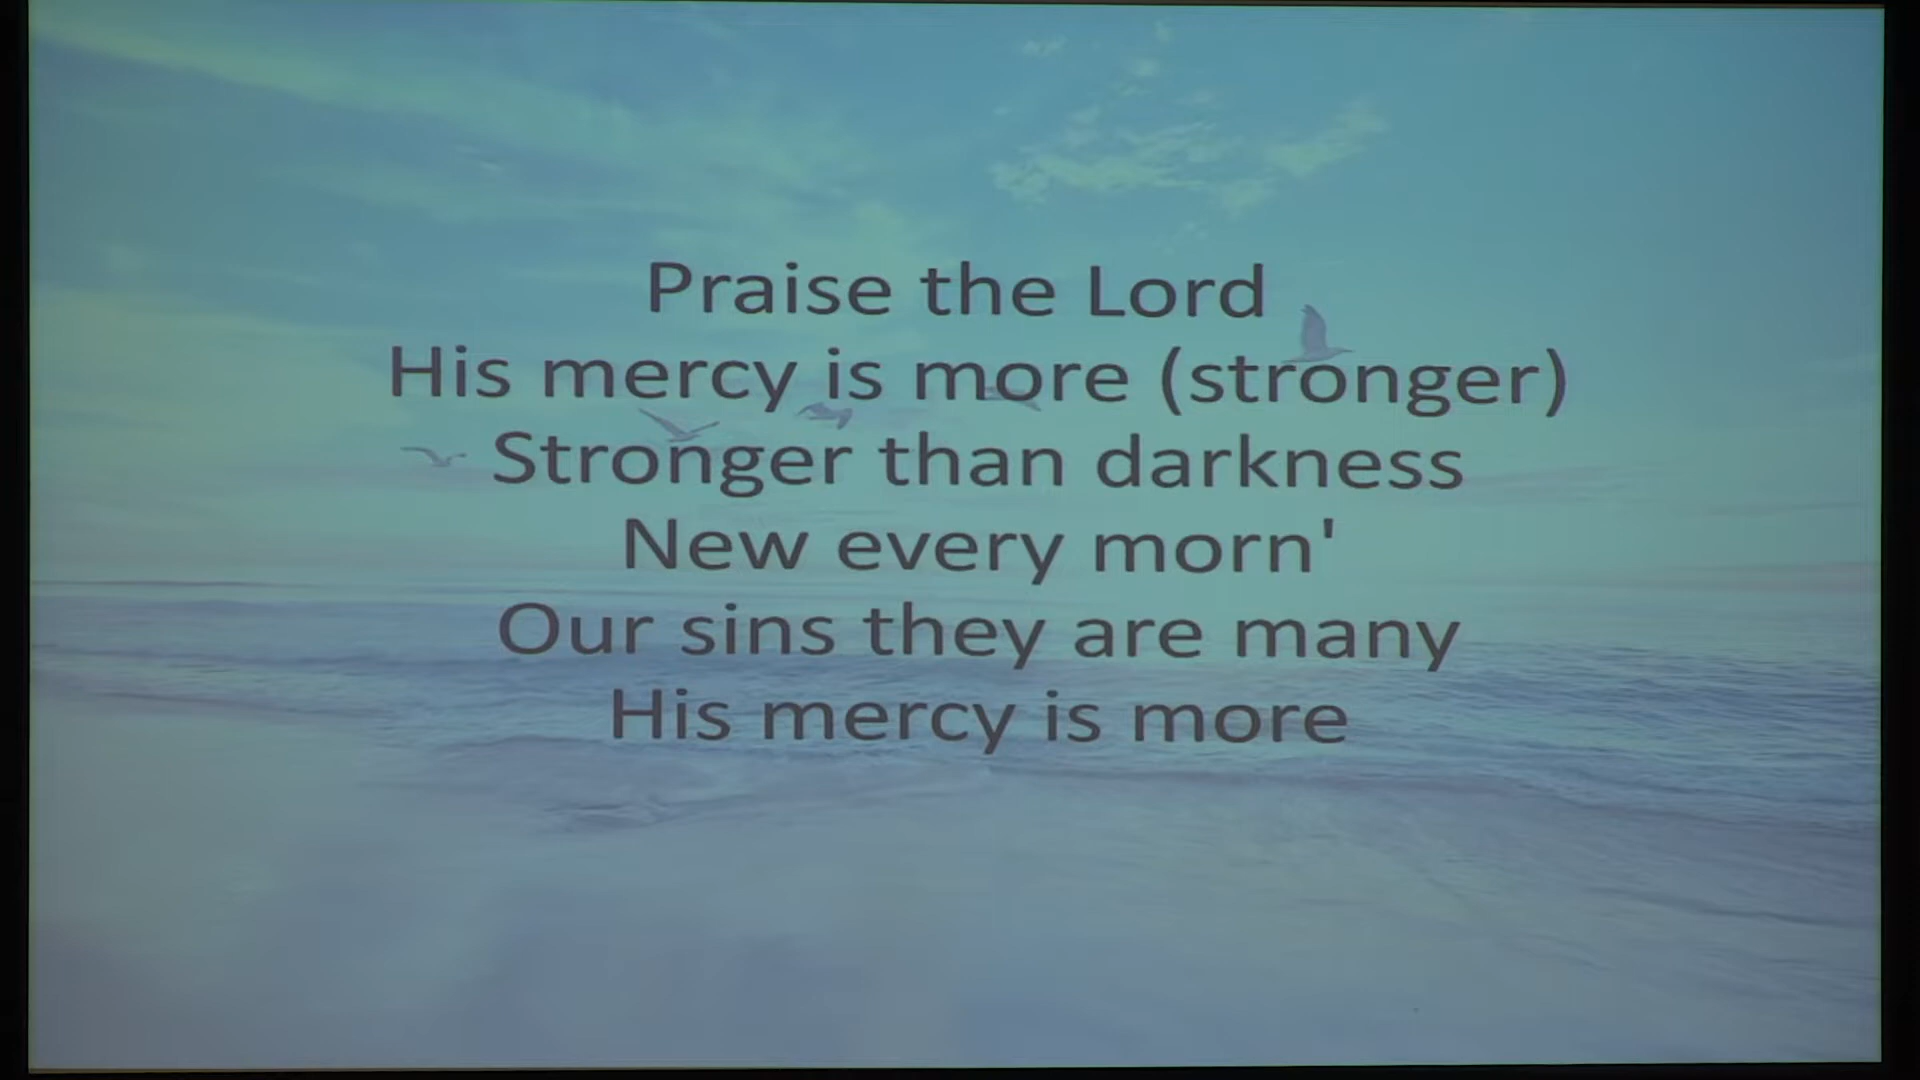 Praise the Lord
His mercy is more (stronger)
Stronger than darkness
New every morn'
Our sins they are many
His mercy is more